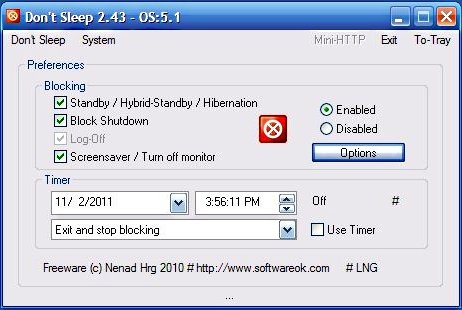 Don't Sleep 2.43 - OS:5.1
Don't Sleep System Mini-HTTP Exit To-Tray
Preferences
Blocking
Standby / Hybrid-Standby / Hibernation
Block Shutdown
Log-Off
Screensaver / Turn off monitor
Enabled
Disabled
Options
Timer
11/ 2/2011 3:56:11 PM Off #
Exit and stop blocking Use Timer
Freeware (c) Nenad Hrg 2010 # http://www.softwareok.com # LNG
...